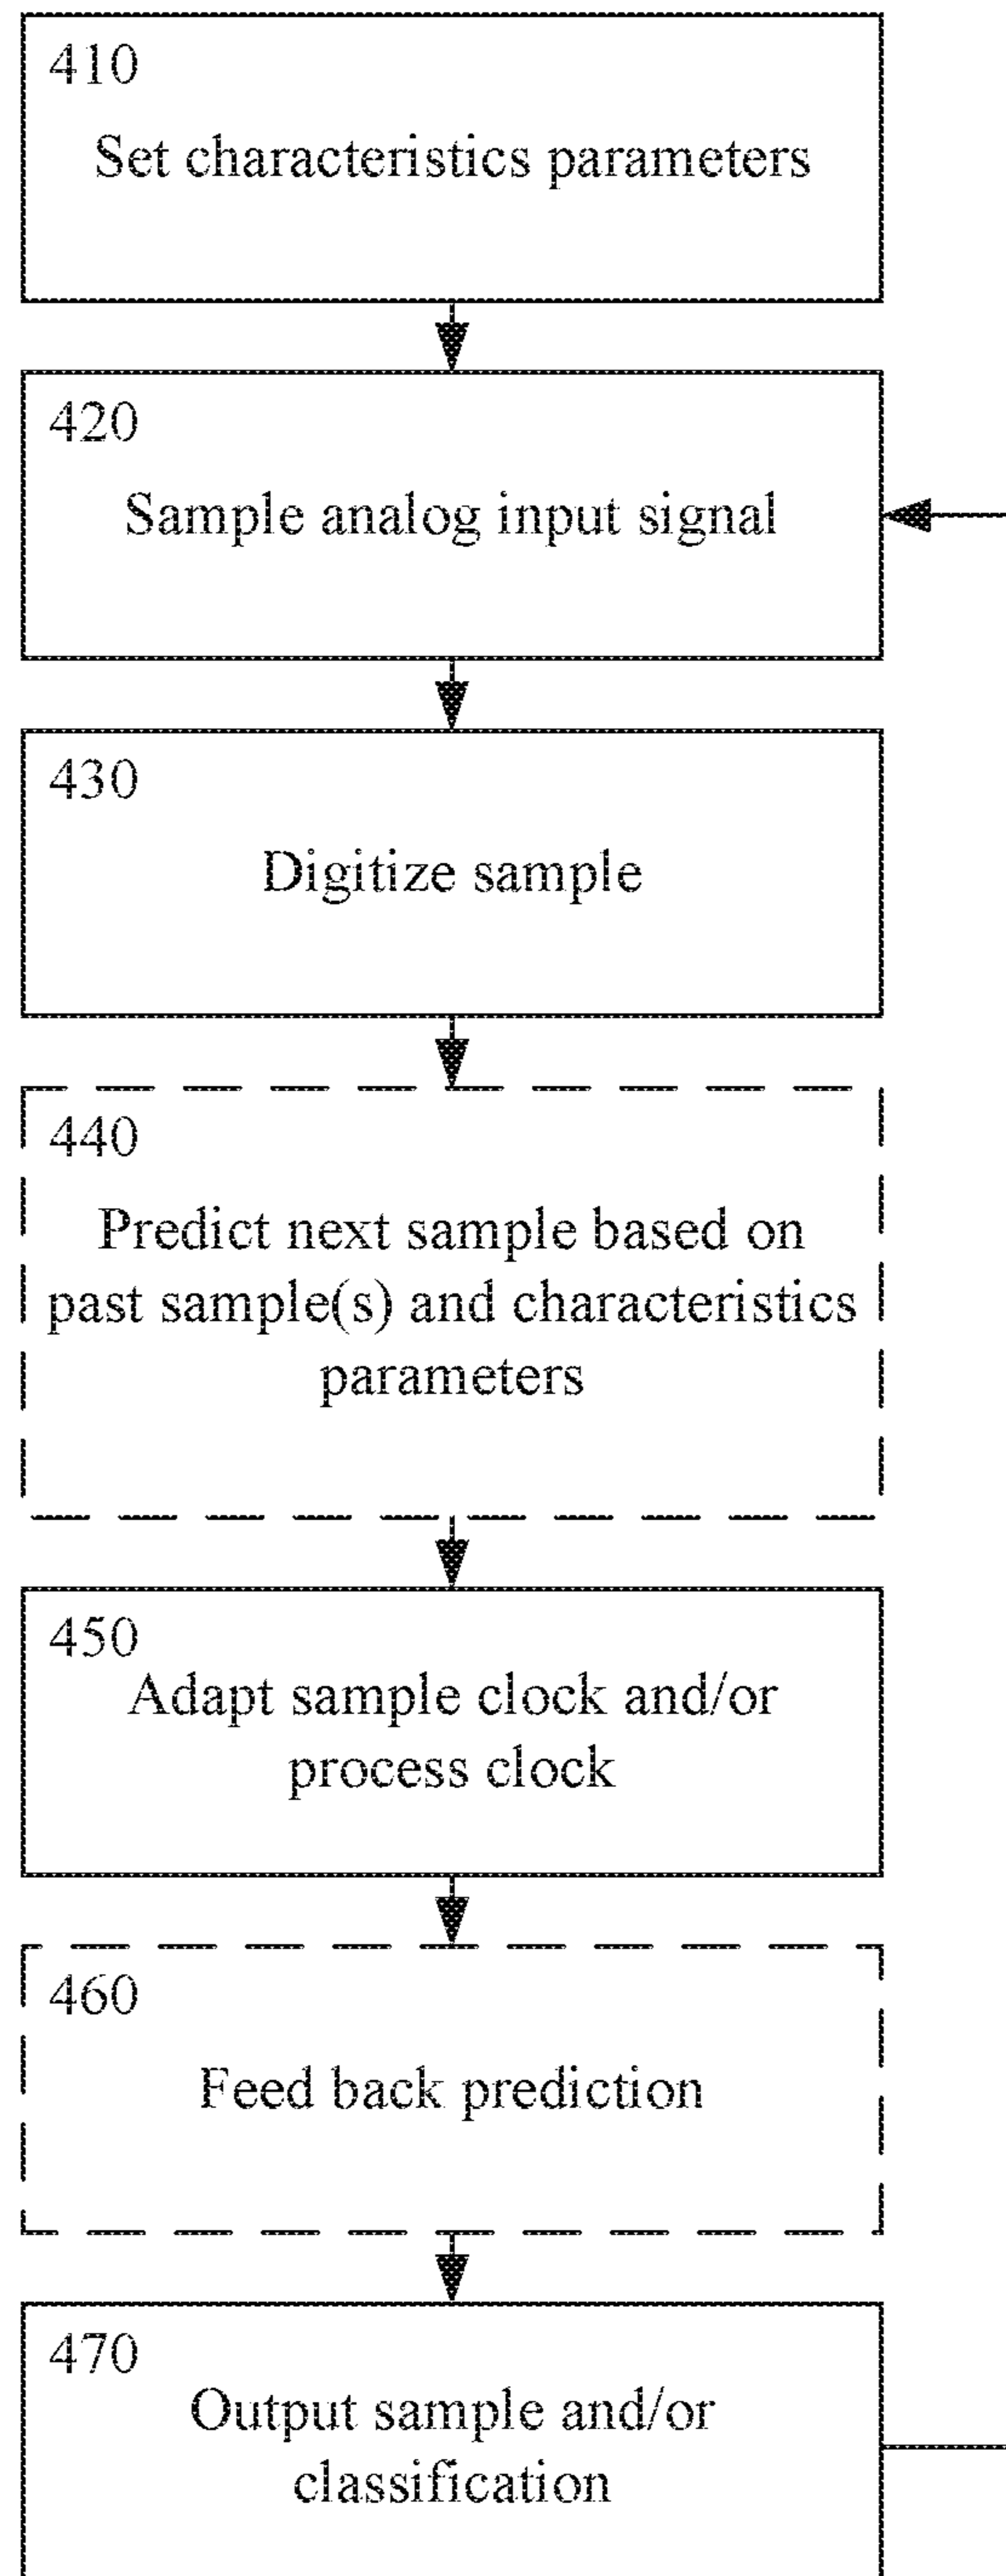 410
Set characteristics parameters
420
Sample analog input signal
430
Digitize sample
440
Predict next sample based on
past sample(s) and characteristics
parameters
450
Adapt sample clock and/or
process clock
460
Feed back prediction
470
Output sample and/or
classification